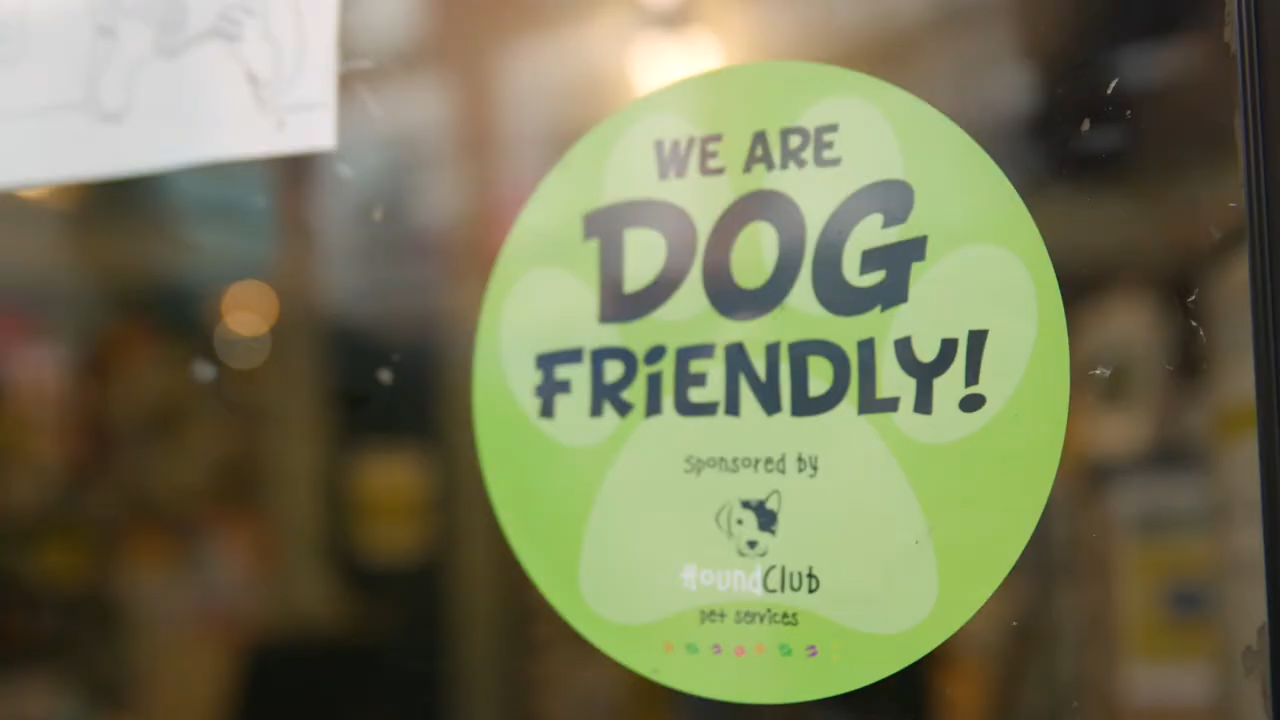 WE ARE
DOG
FRiENDLY!
sponsored by
HoundClub
pet services